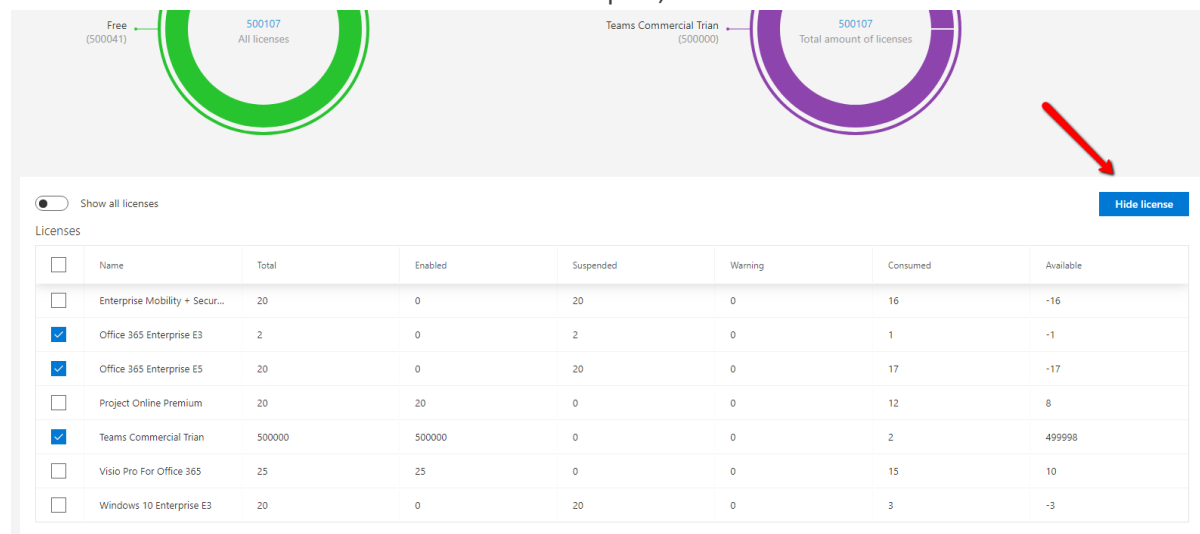 Free
(500041)
500107
All licenses
Teams Commercial Trian
(500000)
500107
Total amount of licenses
Show all licenses
Hide license
Licenses
Name Total Enabled Suspended Warning Consumed Available
Enterprise Mobility + Secur... 20 0 20 0 16 -16
Office 365 Enterprise E3 2 0 2 0 1 -1
Office 365 Enterprise E5 20 0 20 0 17 -17
Project Online Premium 20 20 0 0 12 8
Teams Commercial Trian 500000 500000 0 0 2 499998
Visio Pro For Office 365 25 25 0 0 15 10
Windows 10 Enterprise E3 20 0 20 0 3 -3